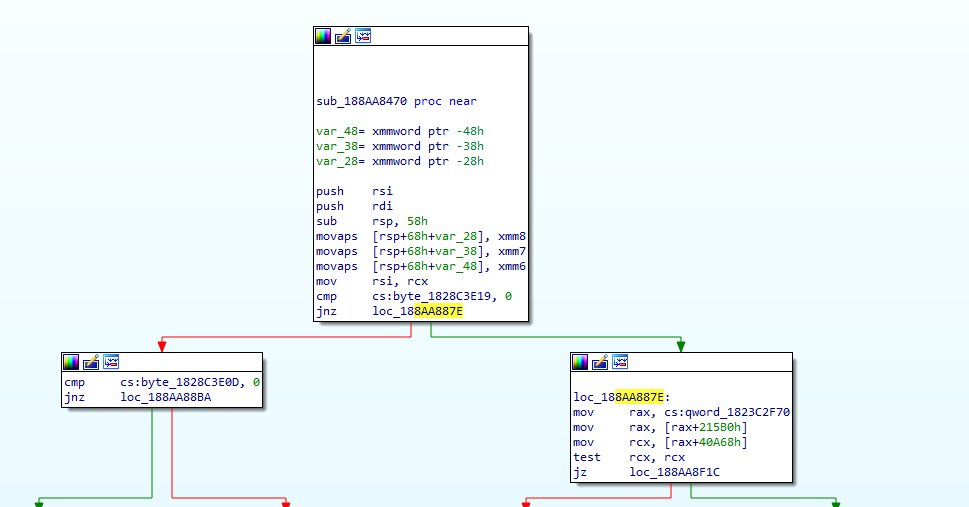 sub_188AA8470 proc near
var_48= xmmword ptr -48h
var_38= xmmword ptr -38h
var_28= xmmword ptr -28h
push rsi
push rdi
sub rsp, 58h
movaps [rsp+68h+var_28], xmm8
movaps [rsp+68h+var_38], xmm7
movaps [rsp+68h+var_48], xmm6
mov rsi, rcx
cmp cs:byte_1828C3E19, 0
jnz loc_188AA887E
cmp cs:byte_1828C3E0D, 0
jnz loc_188AA88BA
loc_188AA887E:
mov rax, cs:qword_1823C2F70
mov rax, [rax+215B0h]
mov rcx, [rax+40A68h]
test rcx, rcx
jz loc_188AA8F1C